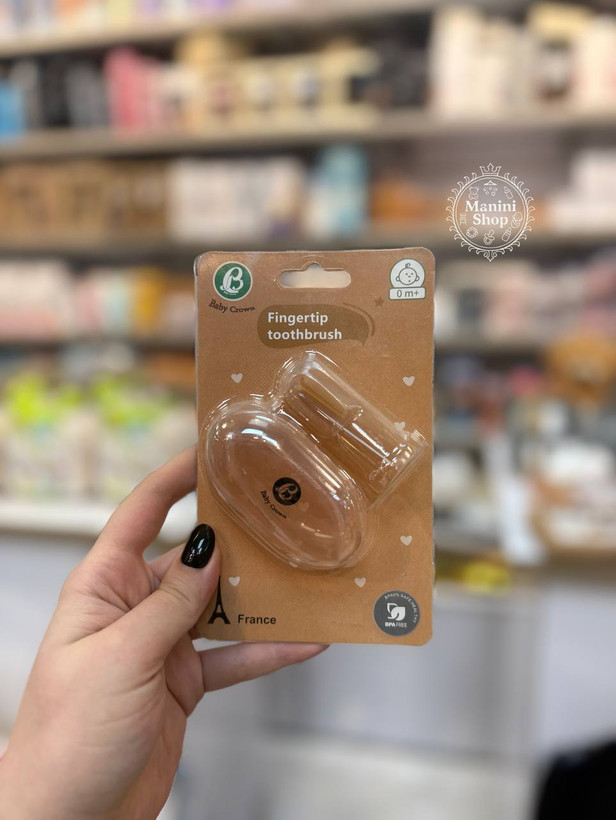 Manini
Shop
Baby Crown
0 m+
Fingertip
toothbrush
Baby Crown
France
BPA FREE